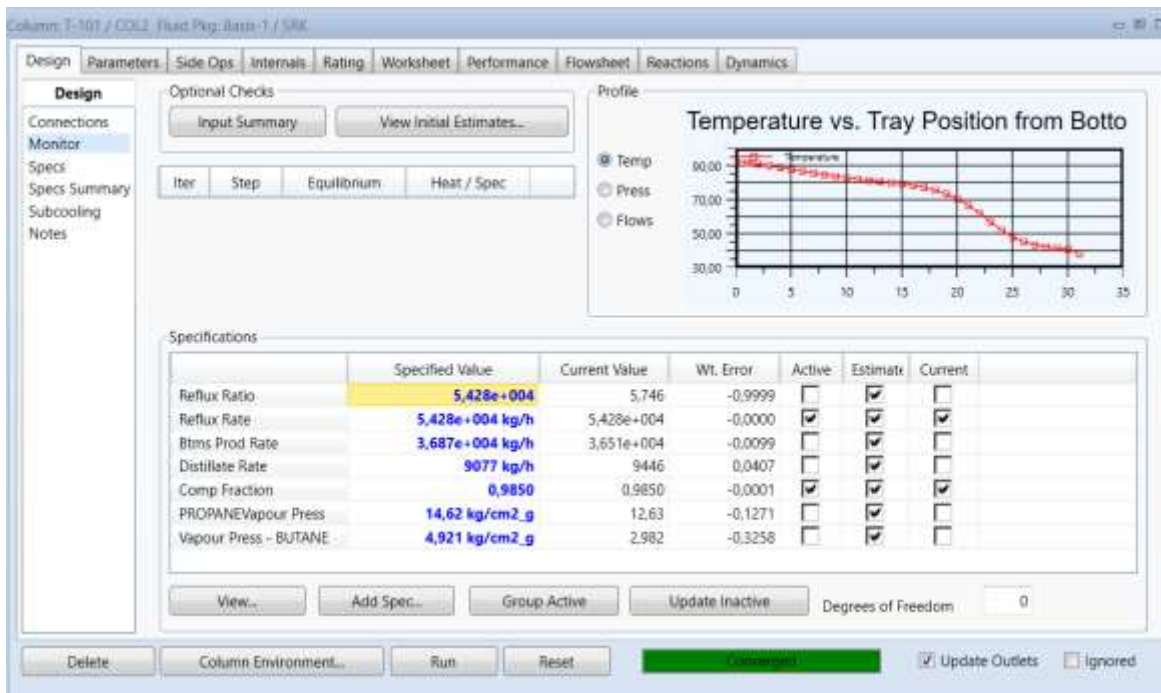 Column: T-101 / COL2 Fluid Pkg: Basis-1 / SRK
Design Parameters Side Ops Internals Rating Worksheet Performance Flowsheet Reactions Dynamics
Design
Connections
Monitor
Specs
Specs Summary
Subcooling
Notes
Optional Checks
Input Summary View Initial Estimates...
Iter Step Equilibrium Heat / Spec
Profile
Temp
Press
Flows
Temperature vs. Tray Position from Botto
Temperature
90,00
70,00
50,00
30,00
0 5 10 15 20 25 30 35
Specifications
Specified Value Current Value Wt. Error Active Estimate Current
Reflux Ratio 5,428e+004 5,746 -0,9999
Reflux Rate 5,428e+004 kg/h 5,428e+004 -0,0000
Btms Prod Rate 3,687e+004 kg/h 3,651e+004 -0,0099
Distillate Rate 9077 kg/h 9446 0,0407
Comp Fraction 0,9850 0,9850 -0,0001
PROPANEVapour Press 14,62 kg/cm2_g 12,63 -0,1271
Vapour Press - BUTANE 4,921 kg/cm2_g 2,982 -0,3258
View... Add Spec... Group Active Update Inactive Degrees of Freedom 0
Delete Column Environment... Run Reset Converged Update Outlets Ignored